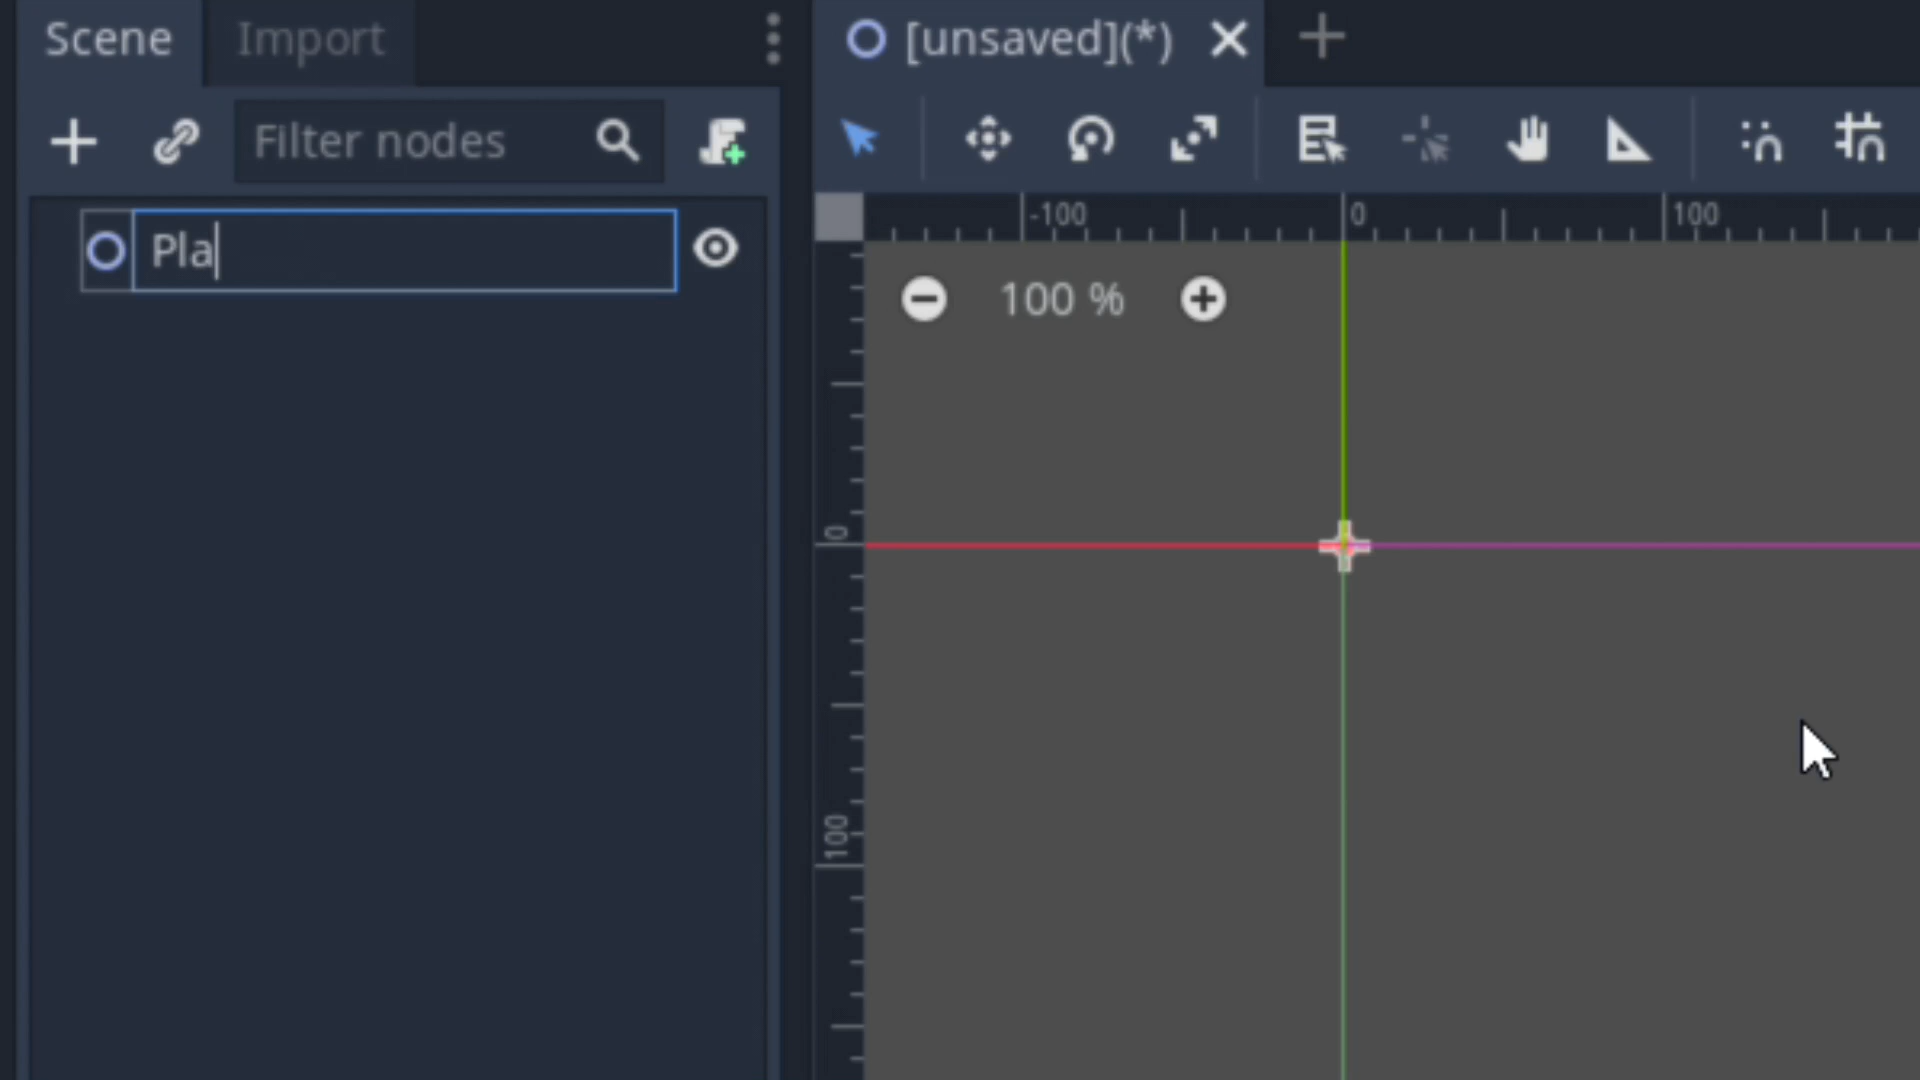 Scene
Import
[unsaved](*)
Filter nodes
Pla
-100
0
100
100 %
0
100